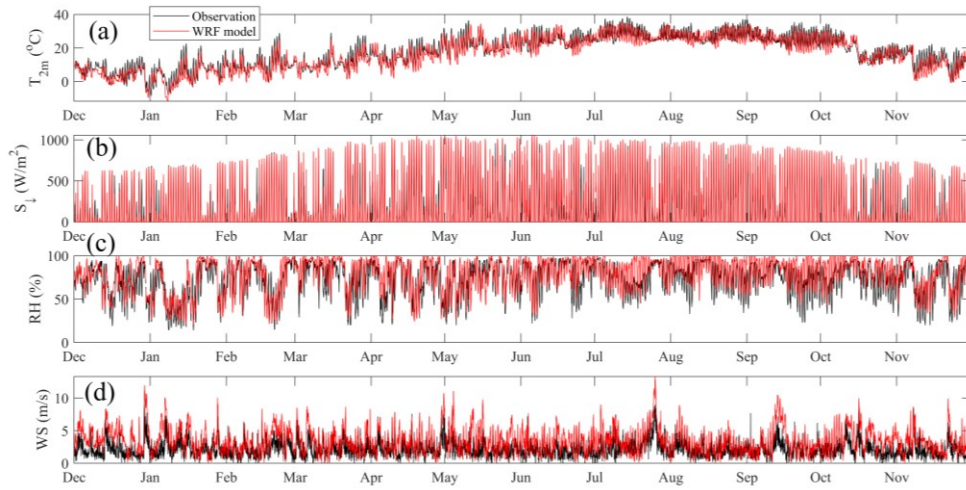 Observation
WRF model
(a)
T2m (°C)
40
20
0
Dec Jan Feb Mar Apr May Jun Jul Aug Sep Oct Nov
(b)
S↓ (W/m²)
1000
500
0
Dec Jan Feb Mar Apr May Jun Jul Aug Sep Oct Nov
(c)
RH (%)
100
50
0
Dec Jan Feb Mar Apr May Jun Jul Aug Sep Oct Nov
(d)
WS (m/s)
10
5
0
Dec Jan Feb Mar Apr May Jun Jul Aug Sep Oct Nov